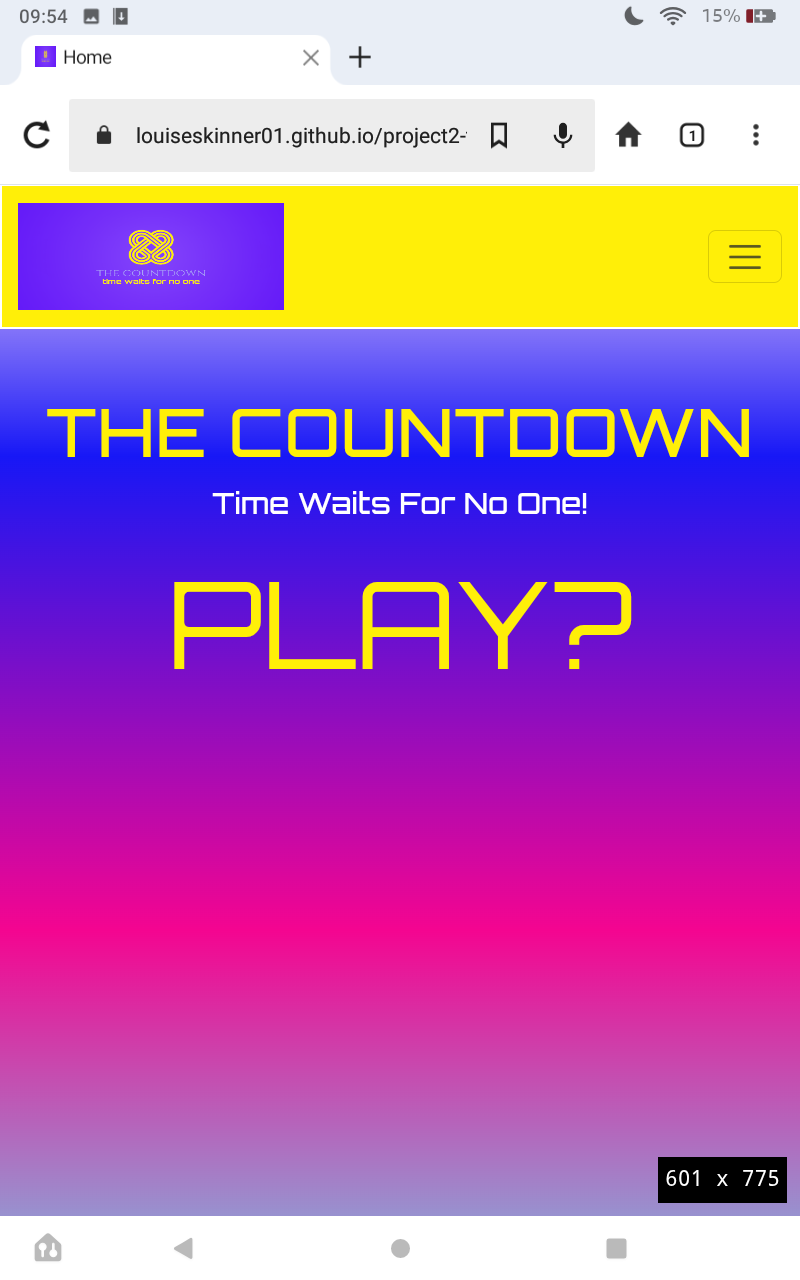 09:54
15%
Home
louiseskinner01.github.io/project2-
1
THE COUNTDOWN
time waits for no one
THE COUNTDOWN
Time Waits For No One!
PLAY?
601 x 775